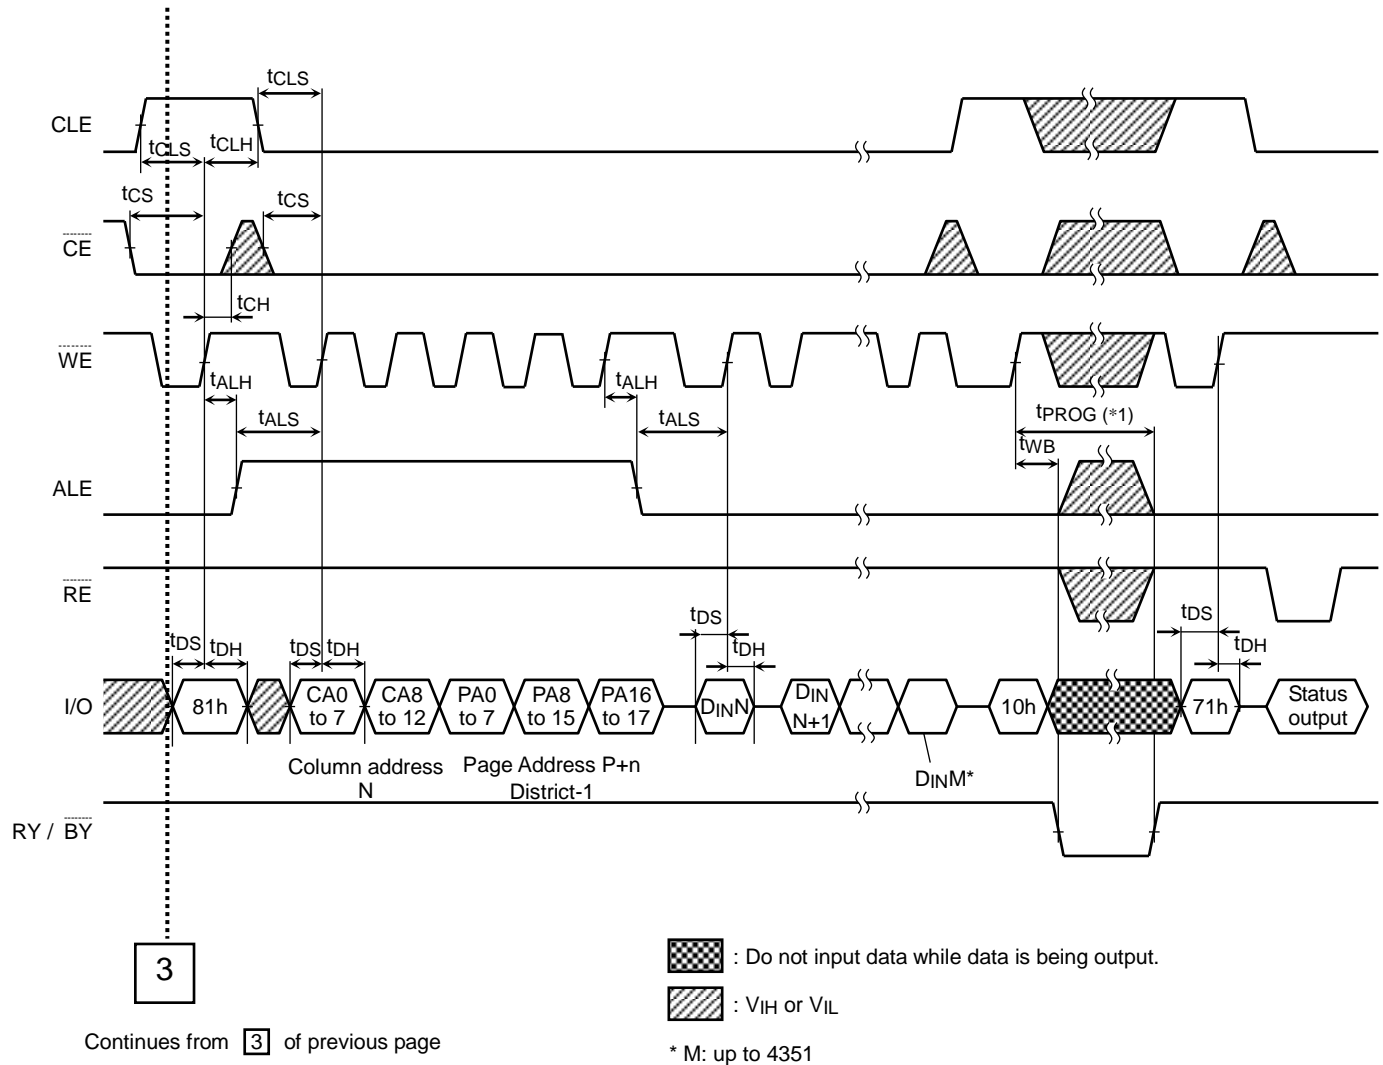 tCLS
CLE
tCLS
tCLH
tCS
tCS
CE
tCH
WE
tALH
tALH
tPROG (*1)
tALS
tALS
tWB
ALE
RE
tDS
tDS
tDH
tDS
tDH
tDH
tDH
I/O
81h
CA0 to 7
CA8 to 12
PA0 to 7
PA8 to 15
PA16 to 17
DINN
DIN N+1
10h
71h
Status output
Column address N
Page Address P+n District-1
DINM*
RY / BY
3
: Do not input data while data is being output.
: VIH or VIL
Continues from 3 of previous page
* M: up to 4351